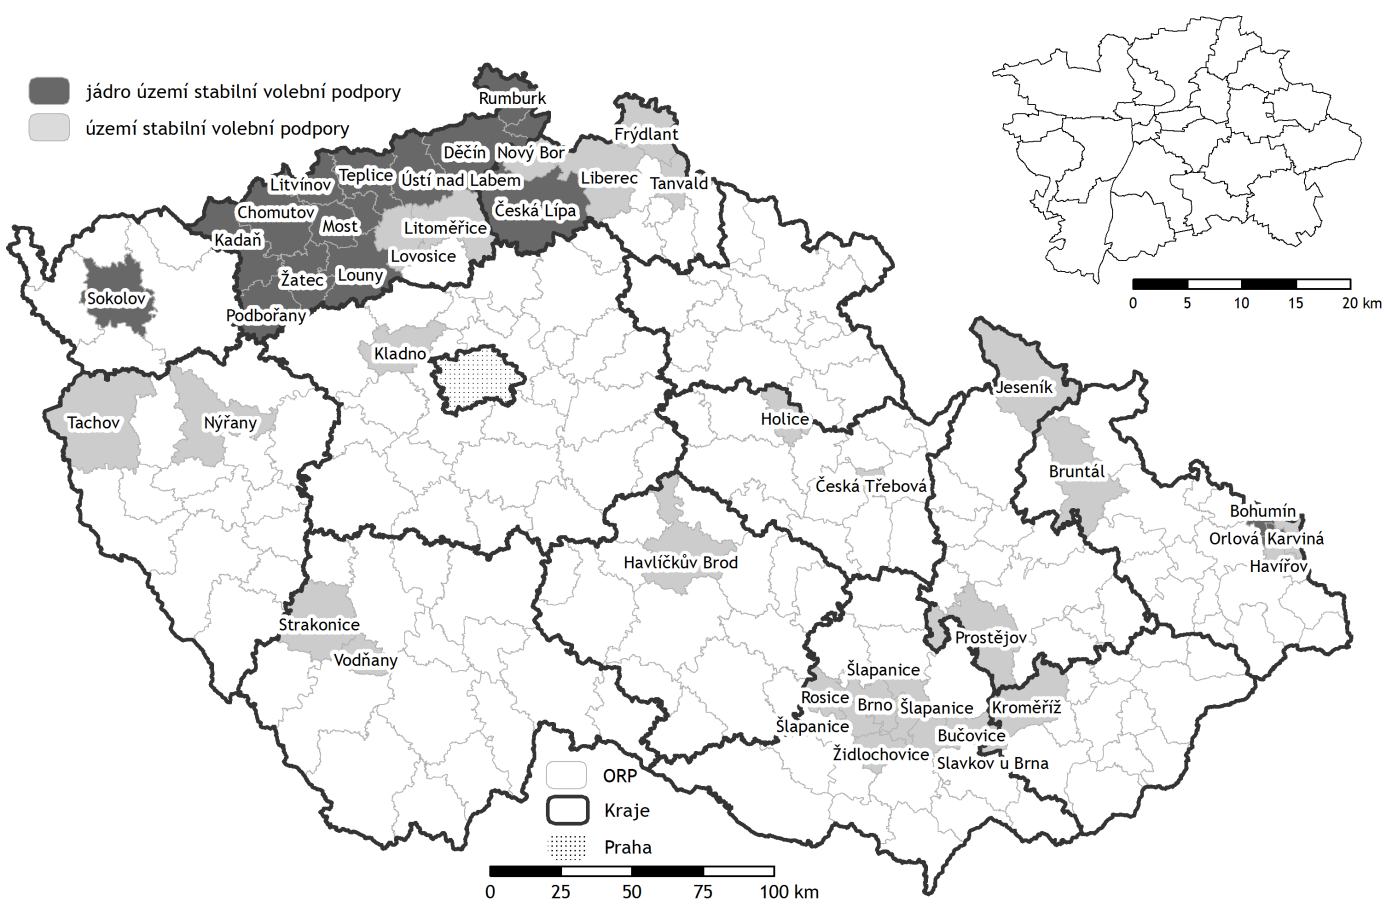 jádro území stabilní volební podpory
území stabilní volební podpory
Rumburk
Frýdlant
Děčín
Nový Bor
Litvínov
Teplice
Ústí nad Labem
Liberec
Tanvald
Chomutov
Most
Česká Lípa
Kadaň
Litoměřice
Lovosice
Žatec
Louny
Sokolov
Podbořany
0 5 10 15 20 km
Kladno
Jeseník
Tachov
Nýřany
Holice
Bruntál
Česká Třebová
Bohumín
Orlová
Karviná
Havířov
Havlíčkův Brod
Strakonice
Prostějov
Vodňany
Šlapanice
Rosice
Brno
Šlapanice
Kroměříž
Šlapanice
Bučovice
Židlochovice
Slavkov u Brna
ORP
Kraje
Praha
0 25 50 75 100 km